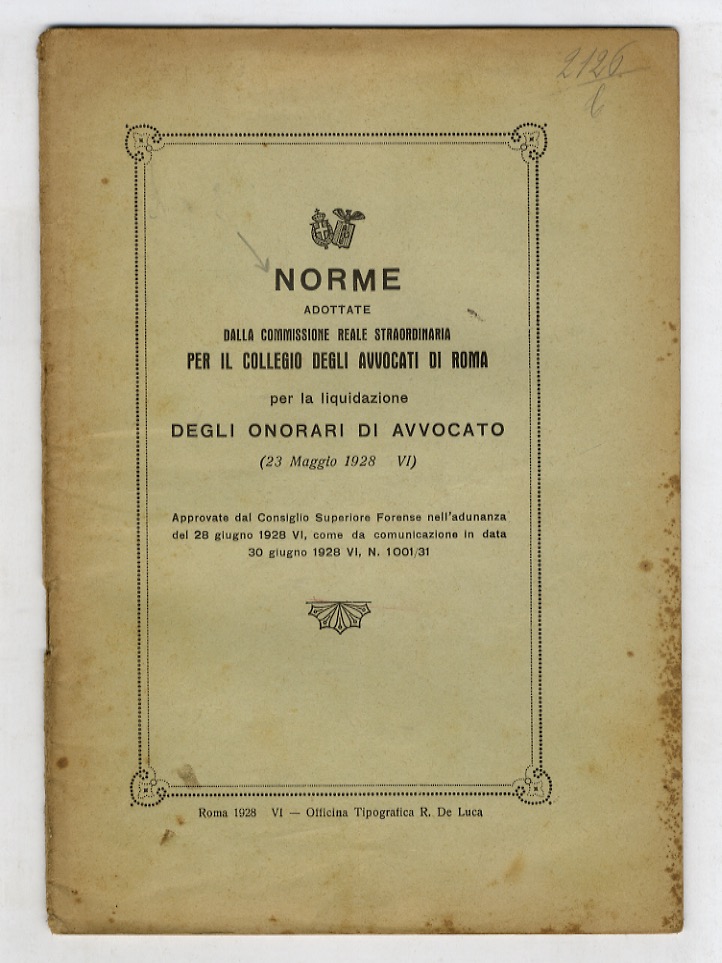 2126
NORME
ADOTTATE
DALLA COMMISSIONE REALE STRAORDINARIA
PER IL COLLEGIO DEGLI AVVOCATI DI ROMA
per la liquidazione
DEGLI ONORARI DI AVVOCATO
(23 Maggio 1928 VI)
Approvate dal Consiglio Superiore Forense nell'adunanza
del 28 giugno 1928 VI, come da comunicazione in data
30 giugno 1928 VI, N. 1001/31
Roma 1928 VI — Officina Tipografica R. De Luca